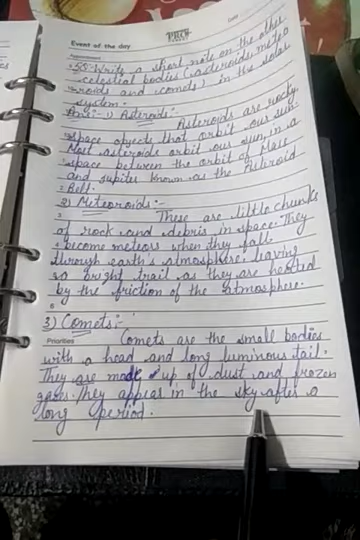 Event of the day
Write a short note on the other
celestial bodies (asteroids, meteo
roids and comets) in the solar
system.
Ans:- 1) Asteroids:-
Asteroids are rocky
space objects that orbit our sun.
Most asteroids orbit our sun, in a
space between the orbit of Mars
and Jupiter known as the Asteroid
Belt.
2) Meteoroids:-
These are little chunks
of rock and debris in space. They
become meteors when they fall
through earth's atmosphere, leaving
a bright trail as they are heated
by the friction of the atmosphere.
3) Comets:-
Priorities
Comets are the small bodies
with a head and long luminous tail.
They are made up of dust and frozen
gases. They appear in the sky after a
long period.